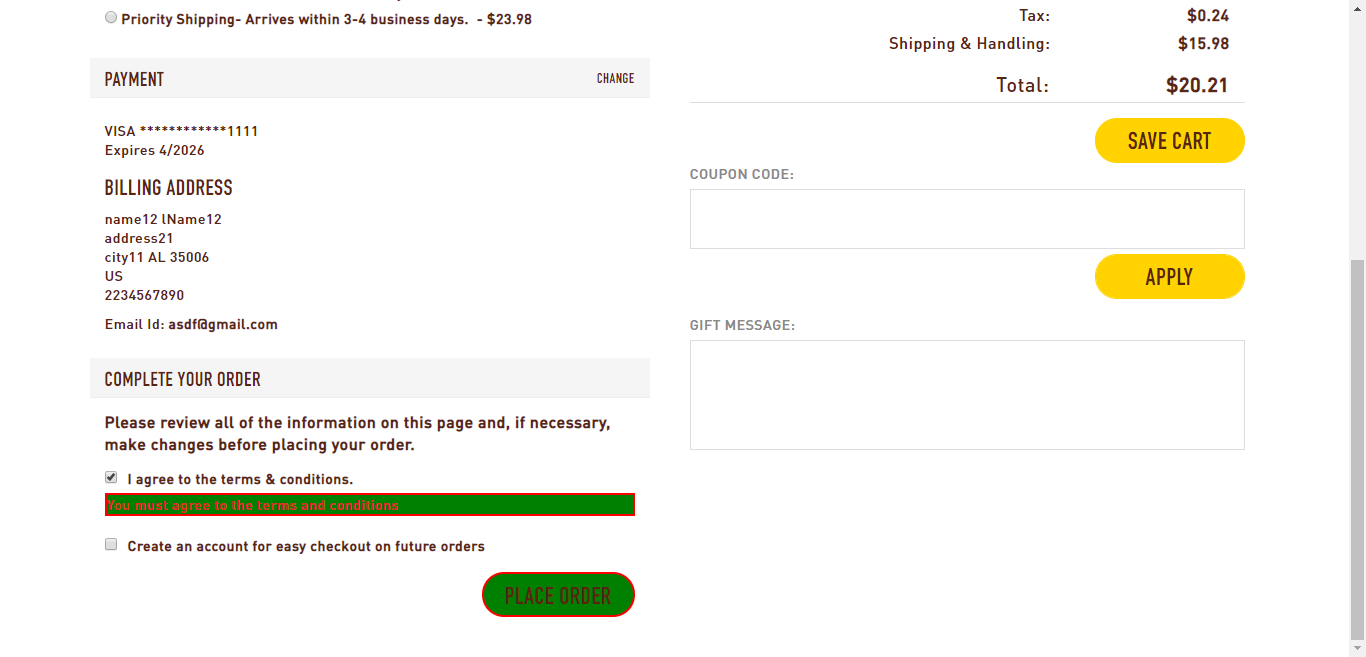 Priority Shipping- Arrives within 3-4 business days. - $23.98
PAYMENT
CHANGE
VISA ************1111
Expires 4/2026
BILLING ADDRESS
name12 lName12
address21
city11 AL 35006
US
2234567890
Email Id: asdf@gmail.com
COMPLETE YOUR ORDER
Please review all of the information on this page and, if necessary,
make changes before placing your order.
I agree to the terms & conditions.
You must agree to the terms and conditions
Create an account for easy checkout on future orders
PLACE ORDER
Tax: $0.24
Shipping & Handling: $15.98
Total: $20.21
SAVE CART
COUPON CODE:
APPLY
GIFT MESSAGE: